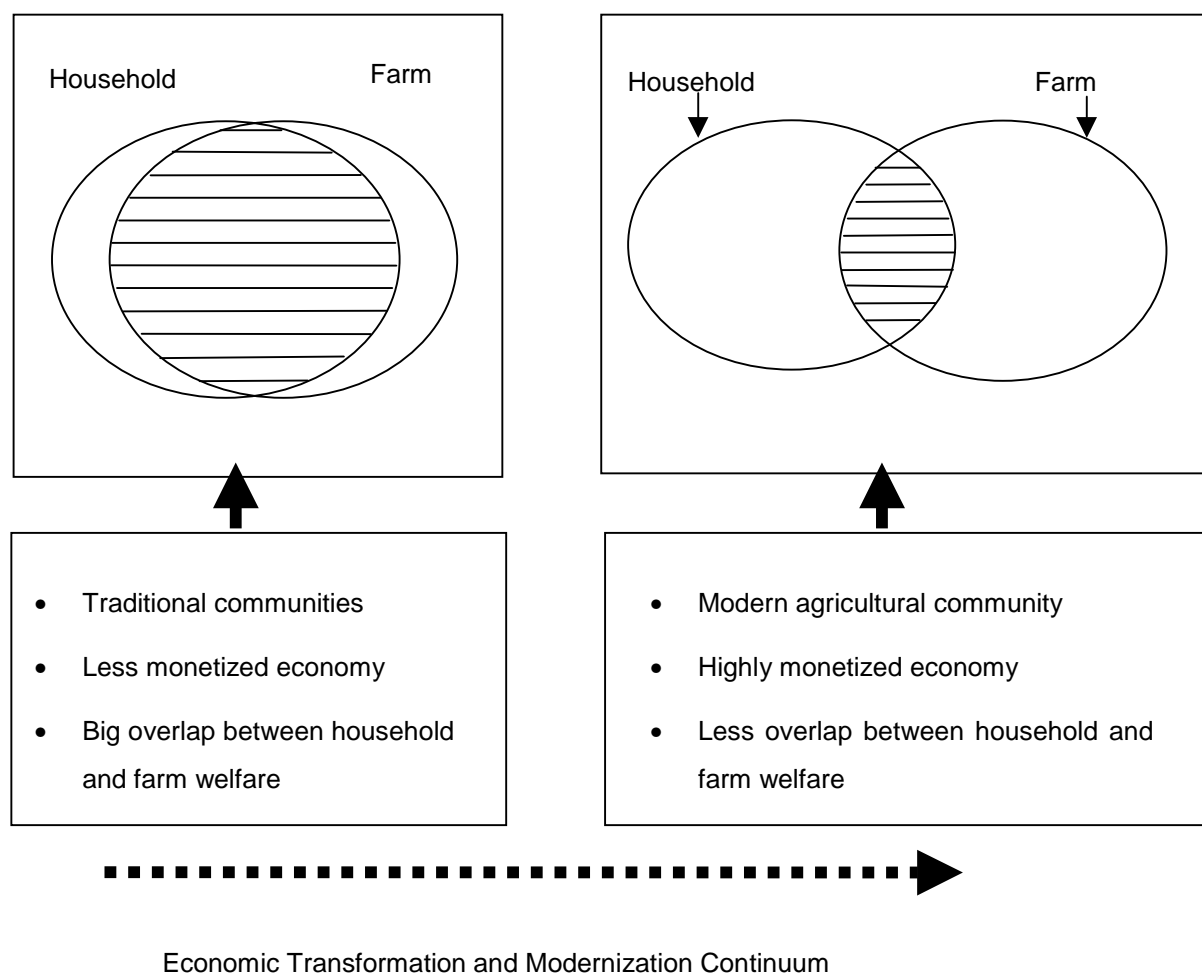 Household
Farm
• Traditional communities
• Less monetized economy
• Big overlap between household
and farm welfare
Household
Farm
• Modern agricultural community
• Highly monetized economy
• Less overlap between household and
farm welfare
Economic Transformation and Modernization Continuum